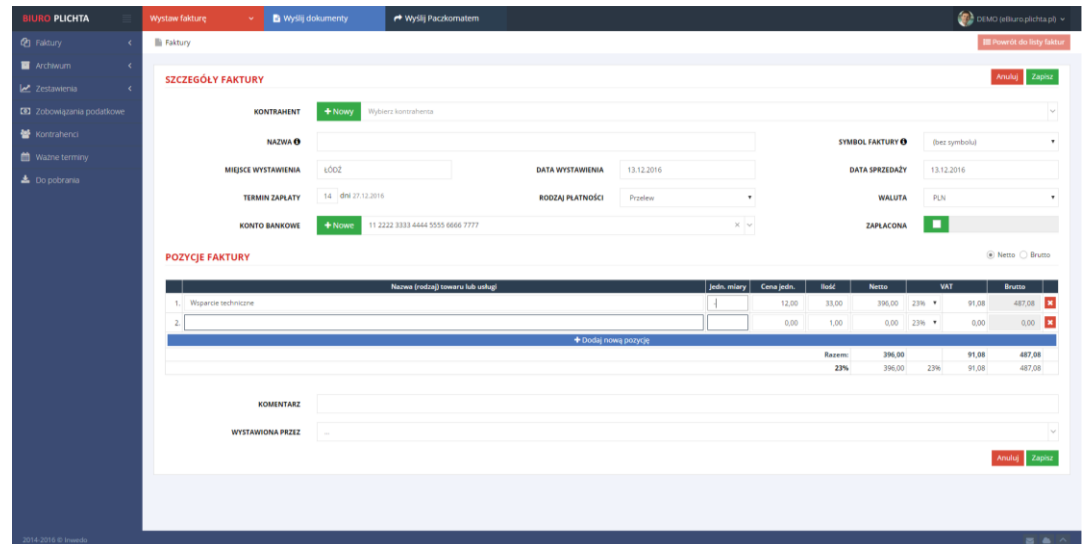 BIURO PLICHTA
Wystaw fakturę
Wyślij dokumenty
Wyślij Paczkomatem
DEMO (eBiuro.plichta.pl)
Faktury
Archiwum
Zestawienia
Zobowiązania podatkowe
Kontrahenci
Ważne terminy
Do pobrania
Faktury
Powrót do listy faktur
SZCZEGÓŁY FAKTURY
Anuluj Zapisz
KONTRAHENT + Nowy Wybierz kontrahenta
NAZWA SYMBOL FAKTURY (bez symbolu)
MIEJSCE WYSTAWIENIA ŁÓDŹ DATA WYSTAWIENIA 13.12.2016 DATA SPRZEDAŻY 13.12.2016
TERMIN ZAPŁATY 14 dni 27.12.2016 RODZAJ PŁATNOŚCI Przelew WALUTA PLN
KONTO BANKOWE + Nowe 11 2222 3333 4444 5555 6666 7777 ZAPŁACONA
POZYCJE FAKTURY
Netto Brutto
Nazwa (rodzaj) towaru lub usługi Jedn. miary Cena jedn. Ilość Netto VAT Brutto
1. Wsparcie techniczne - 12,00 33,00 396,00 23% 91,08 487,08
2. 0,00 1,00 0,00 23% 0,00 0,00
+ Dodaj nową pozycję
Razem: 396,00 91,08 487,08
23% 396,00 23% 91,08 487,08
KOMENTARZ
WYSTAWIONA PRZEZ ...
Anuluj Zapisz
2014-2016 © Inwedo